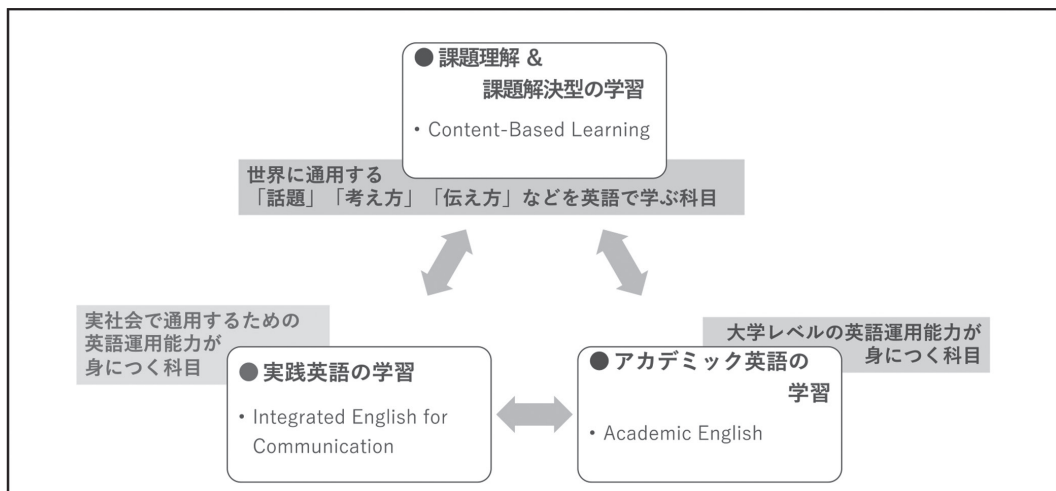 ● 課題理解 &
課題解決型の学習
• Content-Based Learning
世界に通用する
「話題」「考え方」「伝え方」などを英語で学ぶ科目
実社会で通用するための
英語運用能力が
身につく科目
● 実践英語の学習
• Integrated English for
Communication
大学レベルの英語運用能力が
身につく科目
● アカデミック英語の
学習
• Academic English